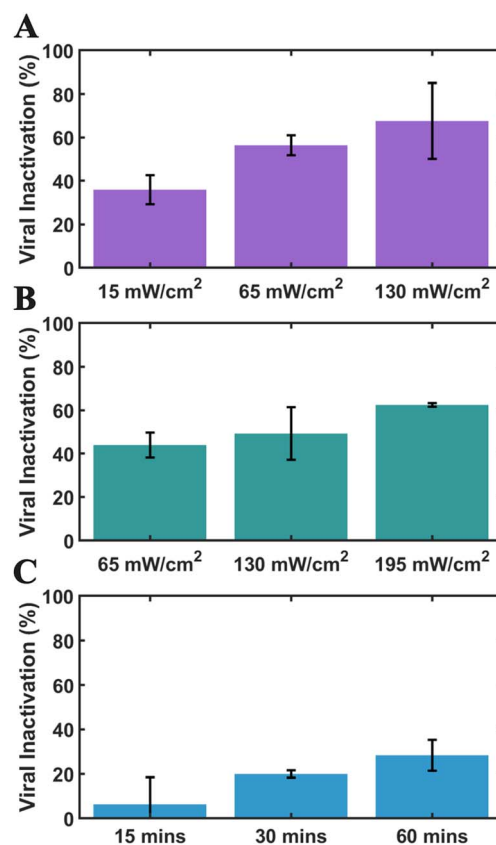 A
Viral Inactivation (%)
100
80
60
40
20
0
15 mW/cm²
65 mW/cm²
130 mW/cm²
B
Viral Inactivation (%)
100
80
60
40
20
0
65 mW/cm²
130 mW/cm²
195 mW/cm²
C
Viral Inactivation (%)
100
80
60
40
20
0
15 mins
30 mins
60 mins